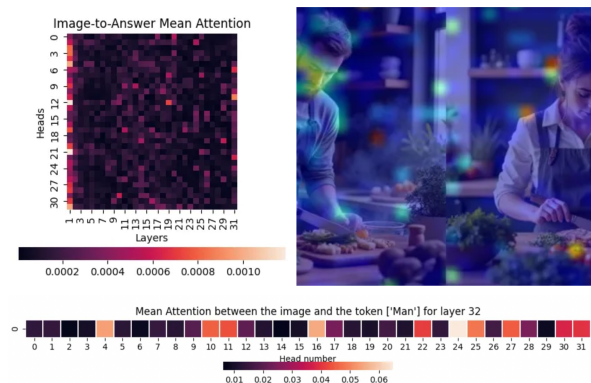 Image-to-Answer Mean Attention
Heads
0
3
6
9
12
15
18
21
24
27
30
1 3 5 7 9 11 13 15 17 19 21 23 25 27 29 31
Layers
0.0002 0.0004 0.0006 0.0008 0.0010
Mean Attention between the image and the token ['Man'] for layer 32
0
0 1 2 3 4 5 6 7 8 9 10 11 12 13 14 15 16 17 18 19 20 21 22 23 24 25 26 27 28 29 30 31
Head number
0.01 0.02 0.03 0.04 0.05 0.06